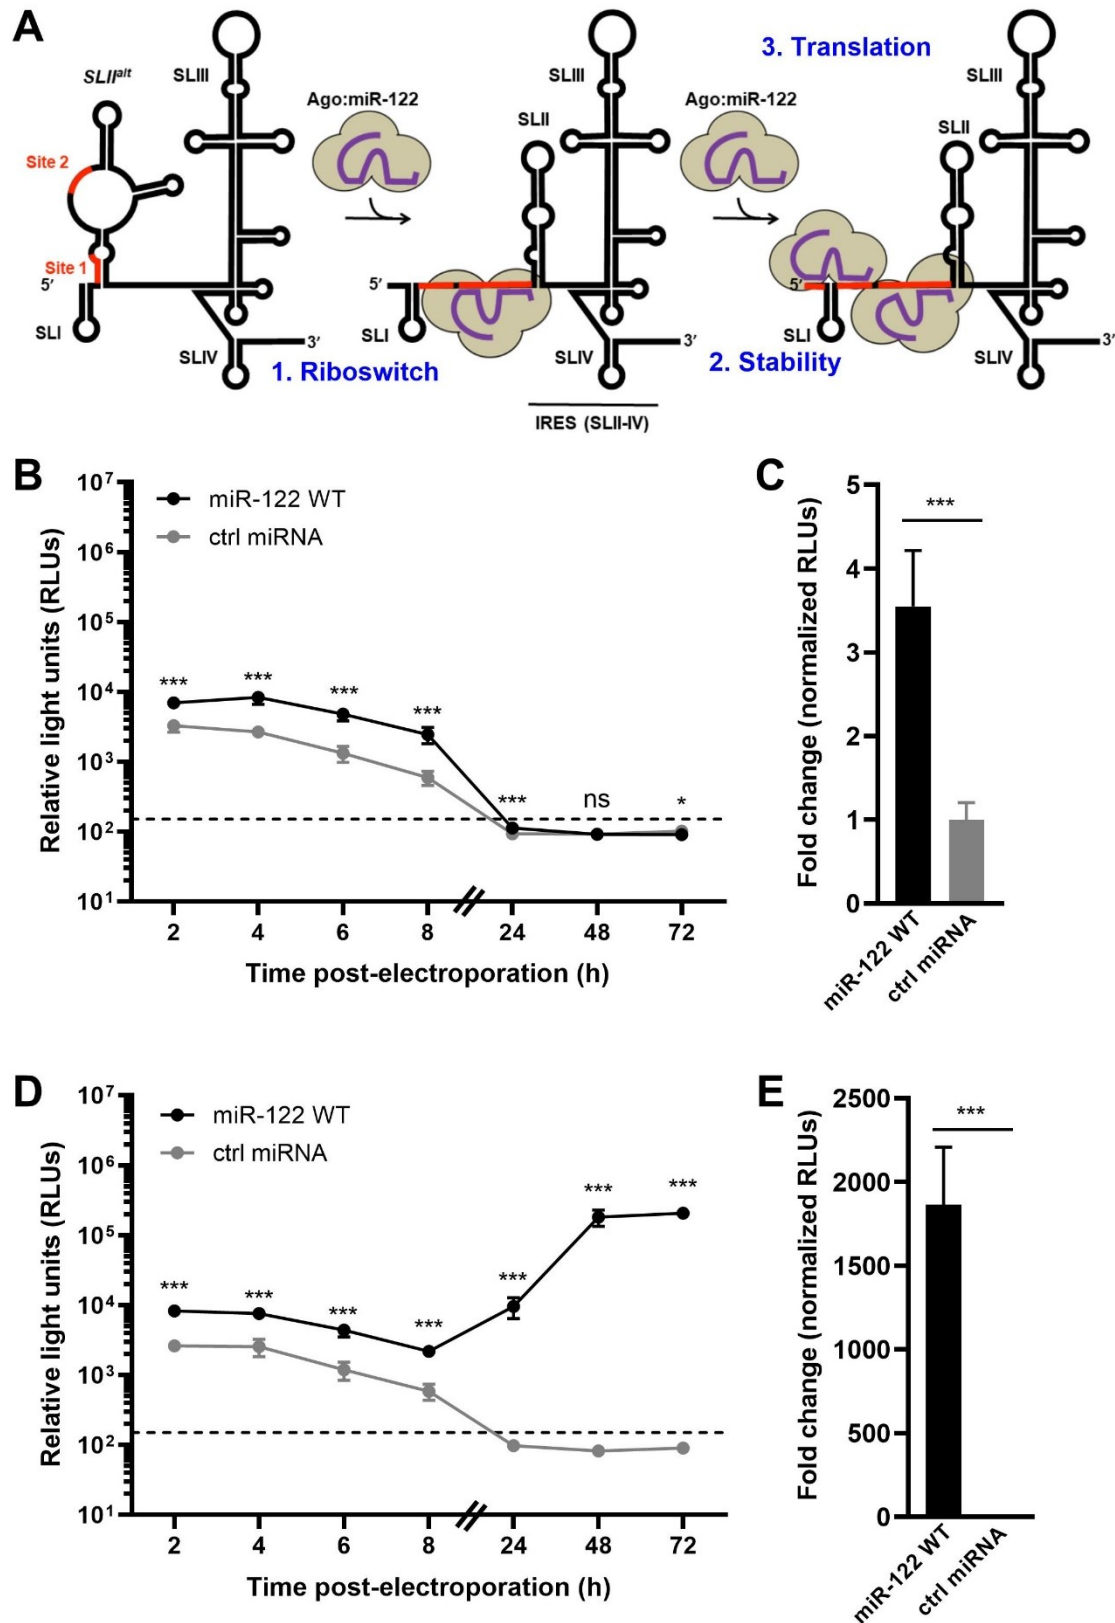 A
3. Translation
SLIIalt
SLIII
SLIII
SLIII
Ago:miR-122
Ago:miR-122
SLII
SLII
Site 2
Site 1
5′
5′
5′
SLI
SLI
SLI
SLIV
SLIV
SLIV
3′
3′
3′
1. Riboswitch
2. Stability
IRES (SLII-IV)
B
miR-122 WT
ctrl miRNA
Relative light units (RLUs)
10⁷
10⁶
10⁵
10⁴
10³
10²
10¹
*** *** *** *** *** ns *
2 4 6 8 24 48 72
Time post-electroporation (h)
C
***
Fold change (normalized RLUs)
5
4
3
2
1
0
miR-122 WT
ctrl miRNA
D
miR-122 WT
ctrl miRNA
Relative light units (RLUs)
10⁷
10⁶
10⁵
10⁴
10³
10²
10¹
*** *** *** *** *** *** ***
2 4 6 8 24 48 72
Time post-electroporation (h)
E
***
Fold change (normalized RLUs)
2500
2000
1500
1000
500
0
miR-122 WT
ctrl miRNA